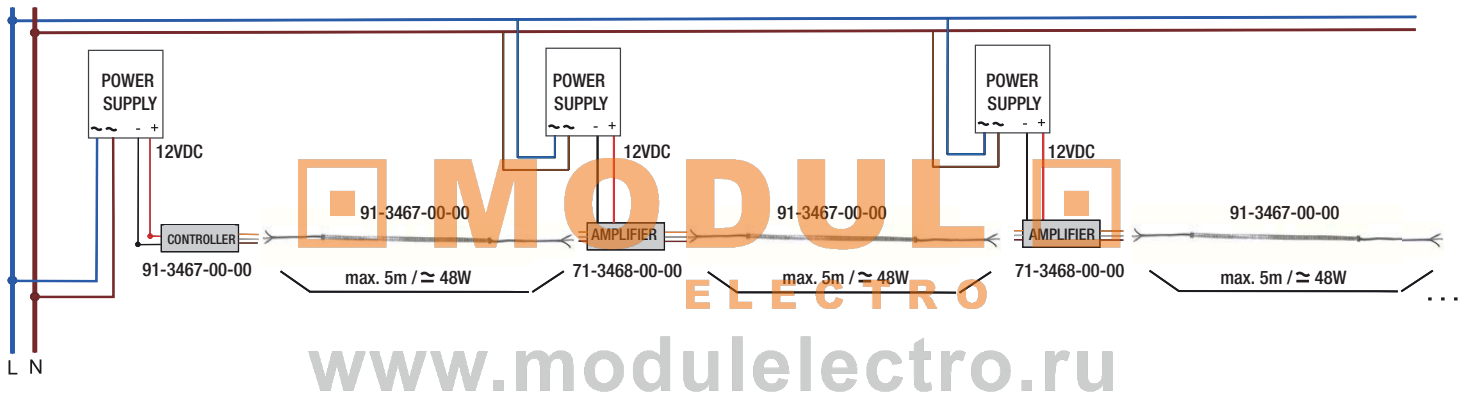 POWER
SUPPLY
~ ~ - +
12VDC
POWER
SUPPLY
~ ~ - +
12VDC
POWER
SUPPLY
~ ~ - +
12VDC
MODUL
91-3467-00-00
91-3467-00-00
91-3467-00-00
CONTROLLER
AMPLIFIER
AMPLIFIER
91-3467-00-00
max. 5m / ≃ 48W
71-3468-00-00
max. 5m / ≃ 48W
71-3468-00-00
max. 5m / ≃ 48W
ELECTRO
...
L N
www.modulelectro.ru